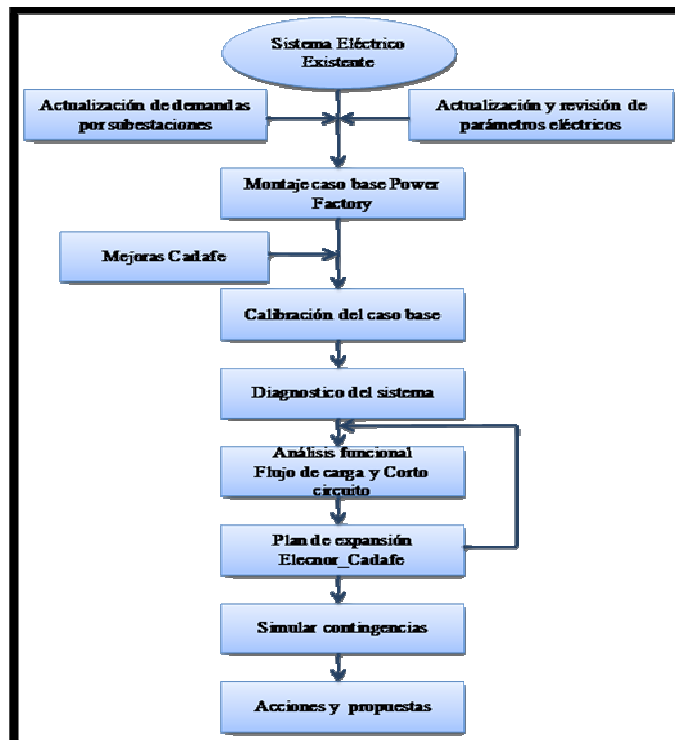 Sistema Eléctrico
Existente
Actualización de demandas
por subestaciones
Actualización y revisión de
parámetros eléctricos
Montaje caso base Power
Factory
Mejoras Cadafe
Calibración del caso base
Diagnostico del sistema
Análisis funcional
Flujo de carga y Corto
circuito
Plan de expansión
Elecnor_Cadafe
Simular contingencias
Acciones y propuestas